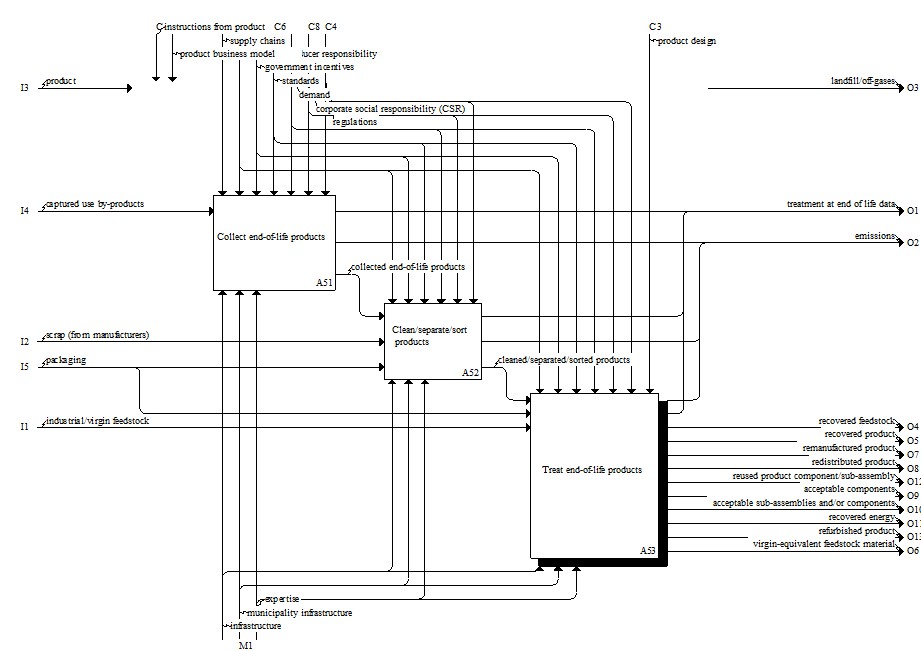 instructions from product C6 C8 C4 C3
supply chains
product design
product business model
ucer responsibility
government incentives
I3 product
standards
landfill/off-gases O3
demand
corporate social responsibility (CSR)
regulations
I4 captured use by-products
treatment at end of life data O1
Collect end-of-life products
emissions O2
collected end-of-life products
A51
Clean/separate/sort
products
I2 scrap (from manufacturers)
I5 packaging
cleaned/separated/sorted products
A52
I1 industrial/virgin feedstock
recovered feedstock O4
recovered product O5
remanufactured product O7
redistributed product O8
Treat end-of-life products
reused product component/sub-assembly O12
acceptable components O9
acceptable sub-assemblies and/or components O10
recovered energy O11
refurbished product O13
virgin-equivalent feedstock material O6
A53
expertise
municipality infrastructure
infrastructure
M1